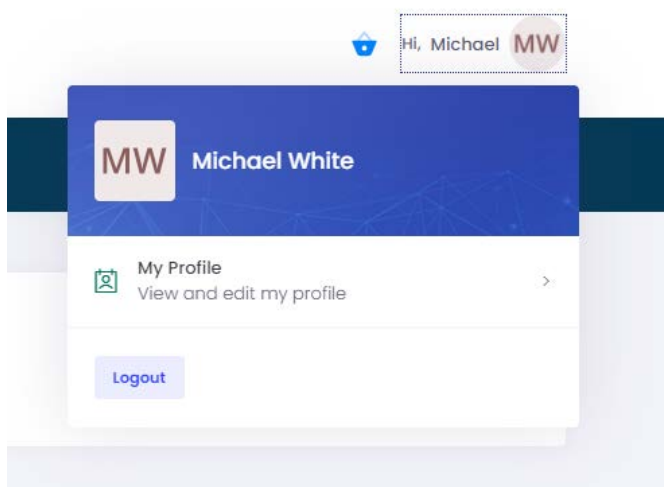 Hi, Michael MW
MW Michael White
My Profile
View and edit my profile
Logout